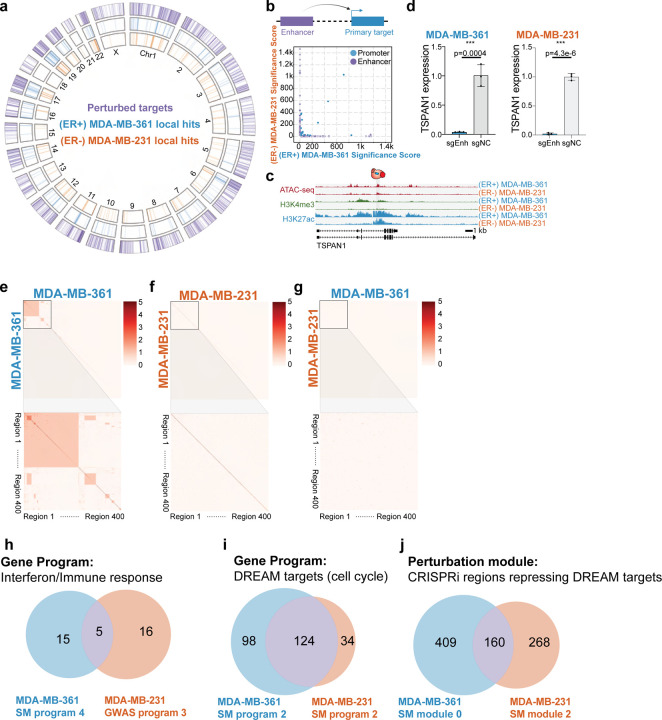 a
Chr1
2
3
4
5
6
7
8
9
10
11
12
13
14
15
16
17
18
19
20
21
22
X
Perturbed targets
(ER+) MDA-MB-361 local hits
(ER-) MDA-MB-231 local hits
b
Enhancer
Primary target
(ER-) MDA-MB-231 Significance Score
1.4k
1.2k
1k
800
600
400
200
0
Promoter
Enhancer
0
200
600
1k
1.4k
(ER+) MDA-MB-361 Significance Score
c
ATAC-seq
H3K4me3
H3K27ac
(ER+) MDA-MB-361
(ER-) MDA-MB-231
(ER+) MDA-MB-361
(ER-) MDA-MB-231
(ER+) MDA-MB-361
(ER-) MDA-MB-231
1 kb
TSPAN1
d
MDA-MB-361
***
p=0.0004
TSPAN1 expression
1.5
1.0
0.5
0.0
sgEnh sgNC
MDA-MB-231
***
p=4.3e-6
TSPAN1 expression
1.5
1.0
0.5
0.0
sgEnh sgNC
e
MDA-MB-361
MDA-MB-361
5
4
3
2
1
0
Region 1
Region 400
Region 1 ........ Region 400
f
MDA-MB-231
MDA-MB-231
5
4
3
2
1
0
Region 1
Region 400
Region 1 ........ Region 400
g
MDA-MB-361
MDA-MB-231
5
4
3
2
1
0
Region 1
Region 400
Region 1 ........ Region 400
h
Gene Program:
Interferon/Immune response
15
5
16
MDA-MB-361
SM program 4
MDA-MB-231
GWAS program 3
i
Gene Program:
DREAM targets (cell cycle)
98
124
34
MDA-MB-361
SM program 2
MDA-MB-231
SM program 2
j
Perturbation module:
CRISPRi regions repressing DREAM targets
409
160
268
MDA-MB-361
SM module 0
MDA-MB-231
SM module 2